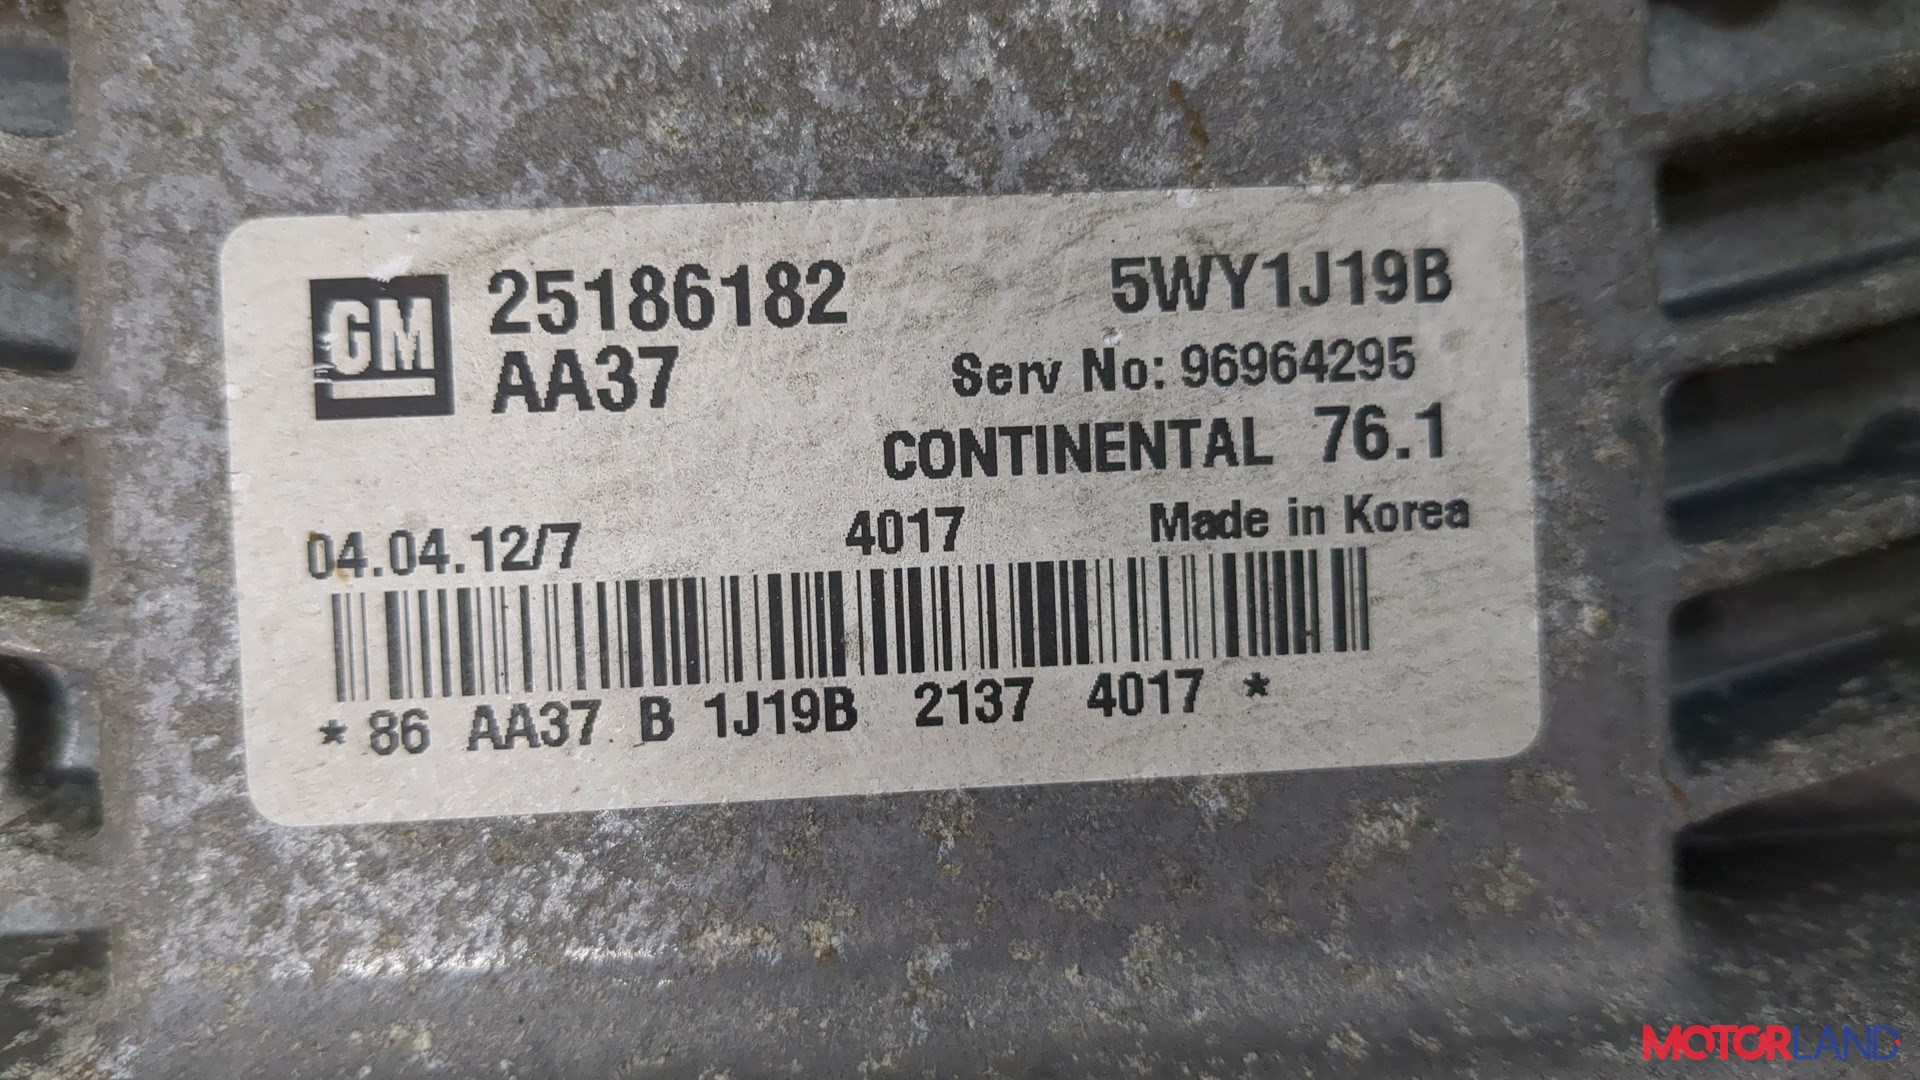 GM 25186182 5WY1J19B
AA37 Serv No: 96964295
CONTINENTAL 76.1
04.04.12/7 4017 Made in Korea
* 86 AA37 B 1J19B 2137 4017 *
MOTORLAND